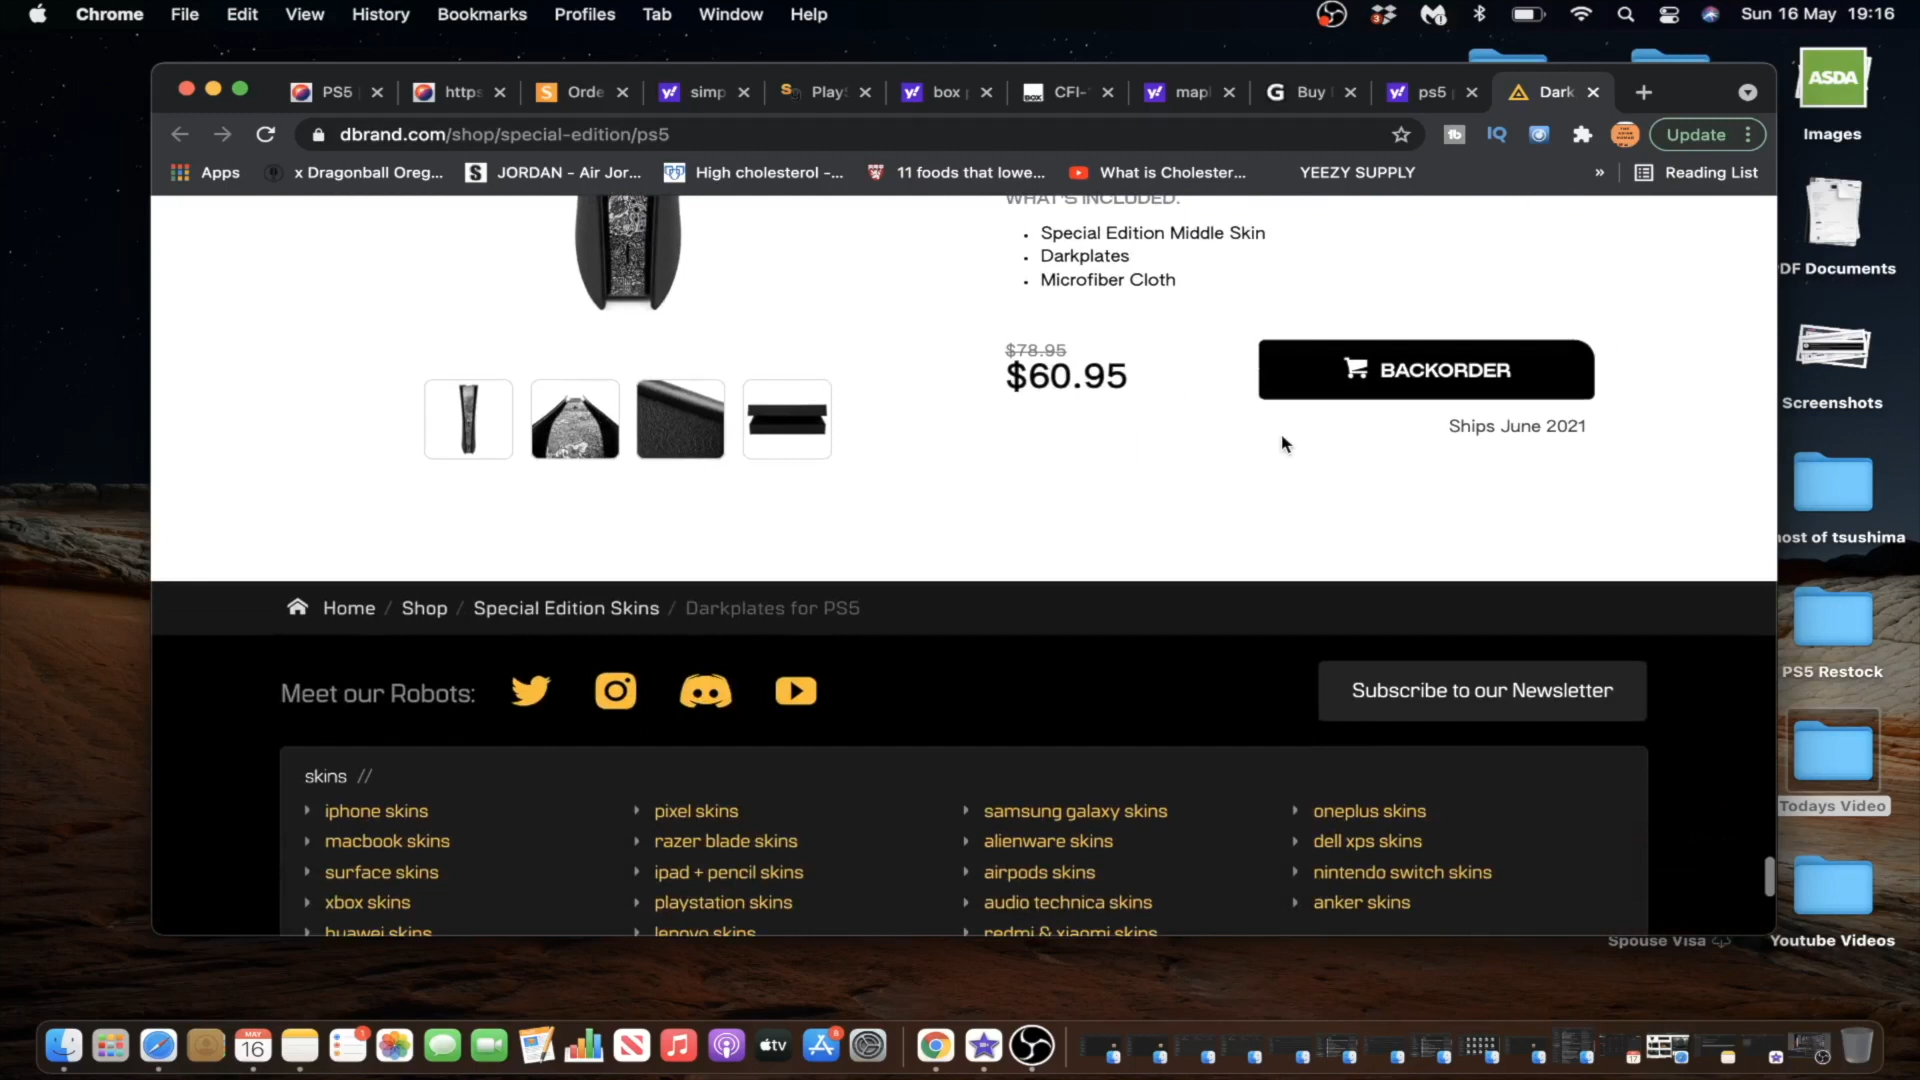 Chrome File Edit View History Bookmarks Profiles Tab Window Help Sun 16 May 19:16
PS5 https Orde simp Play box CFI- mapl Buy ps5 Dark
dbrand.com/shop/special-edition/ps5 Update
Apps x Dragonball Oreg... JORDAN - Air Jor... High cholesterol -... 11 foods that lowe... What is Cholester... YEEZY SUPPLY » Reading List
WHAT'S INCLUDED:
Special Edition Middle Skin
Darkplates
Microfiber Cloth
$78.95
$60.95
BACKORDER
Ships June 2021
Home / Shop / Special Edition Skins / Darkplates for PS5
Meet our Robots:
Subscribe to our Newsletter
skins //
iphone skins pixel skins samsung galaxy skins oneplus skins
macbook skins razer blade skins alienware skins dell xps skins
surface skins ipad + pencil skins airpods skins nintendo switch skins
xbox skins playstation skins audio technica skins anker skins
huawei skins lenovo skins redmi & xiaomi skins
ASDA
Images
DF Documents
Screenshots
ost of tsushima
PS5 Restock
Todays Video
Spouse Visa
Youtube Videos
MAY
16
tv